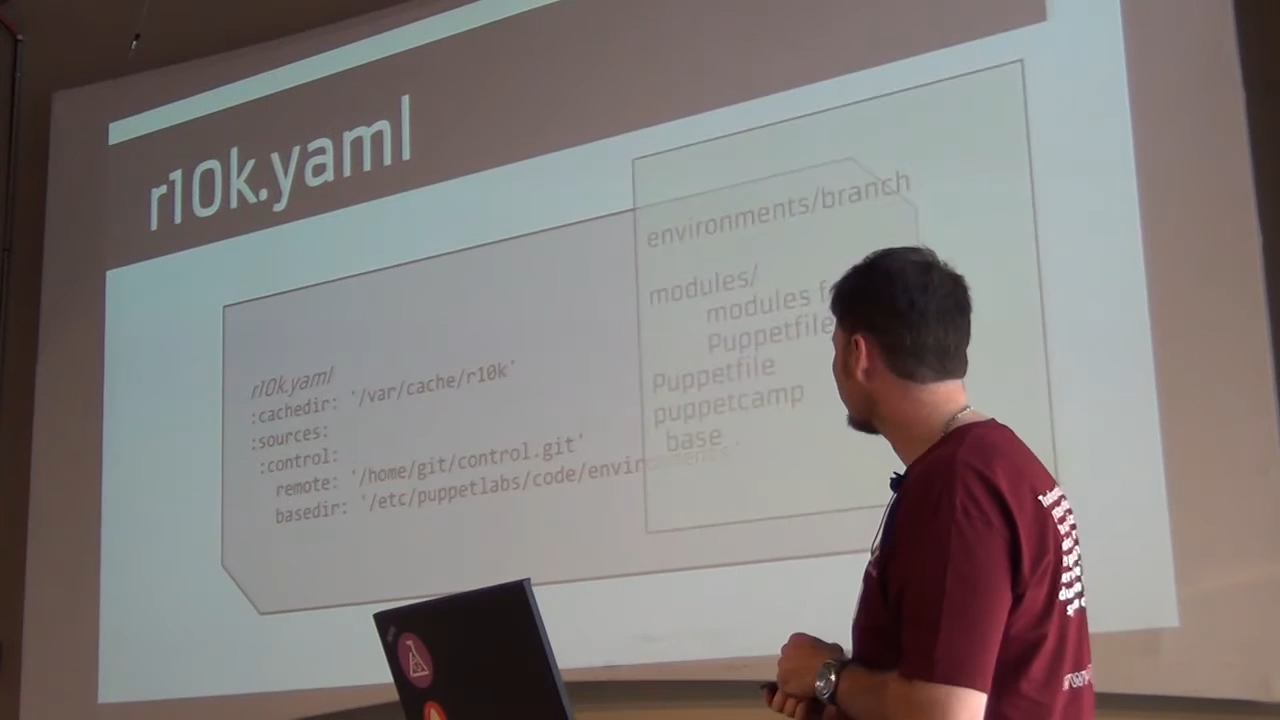 r10k.yaml
r10k.yaml
:cachedir: '/var/cache/r10k'
:sources:
:control:
remote: '/home/git/control.git'
basedir: '/etc/puppetlabs/code/environments
environments/branch
modules/
modules
Puppetfile
Puppetfile
puppetcamp
base